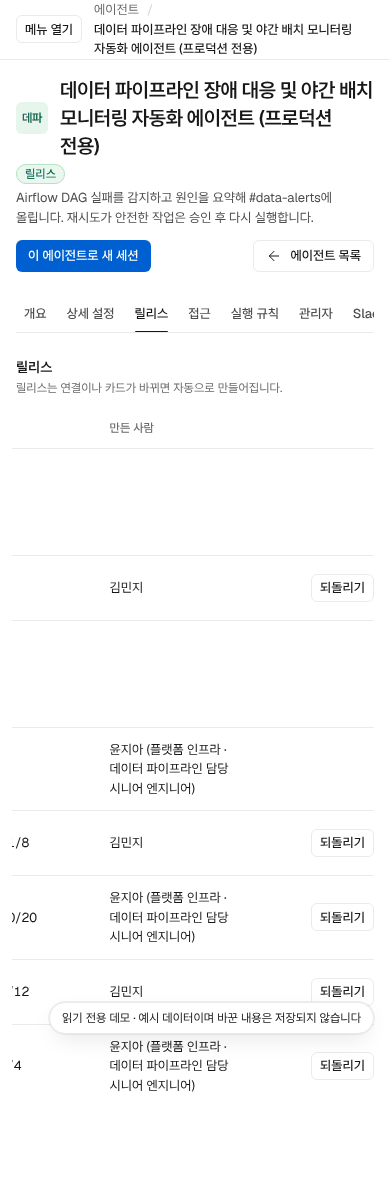 메뉴 열기
에이전트 /
데이터 파이프라인 장애 대응 및 야간 배치 모니터링
자동화 에이전트 (프로덕션 전용)
데파
데이터 파이프라인 장애 대응 및 야간 배치
모니터링 자동화 에이전트 (프로덕션
전용)
릴리스
Airflow DAG 실패를 감지하고 원인을 요약해 #data-alerts에
올립니다. 재시도가 안전한 작업은 승인 후 다시 실행합니다.
이 에이전트로 새 세션
← 에이전트 목록
개요 상세 설정 릴리스 접근 실행 규칙 관리자
릴리스
릴리스는 연결이나 카드가 바뀌면 자동으로 만들어집니다.
만든 사람
김민지 되돌리기
윤지아 (플랫폼 인프라 ·
데이터 파이프라인 담당
시니어 엔지니어)
/8 김민지 되돌리기
윤지아 (플랫폼 인프라 ·
/20 데이터 파이프라인 담당 되돌리기
시니어 엔지니어)
/12 김민지 되돌리기
읽기 전용 데모 · 예시 데이터이며 바꾼 내용은 저장되지 않습니다
윤지아 (플랫폼 인프라 ·
/4 데이터 파이프라인 담당 되돌리기
시니어 엔지니어)